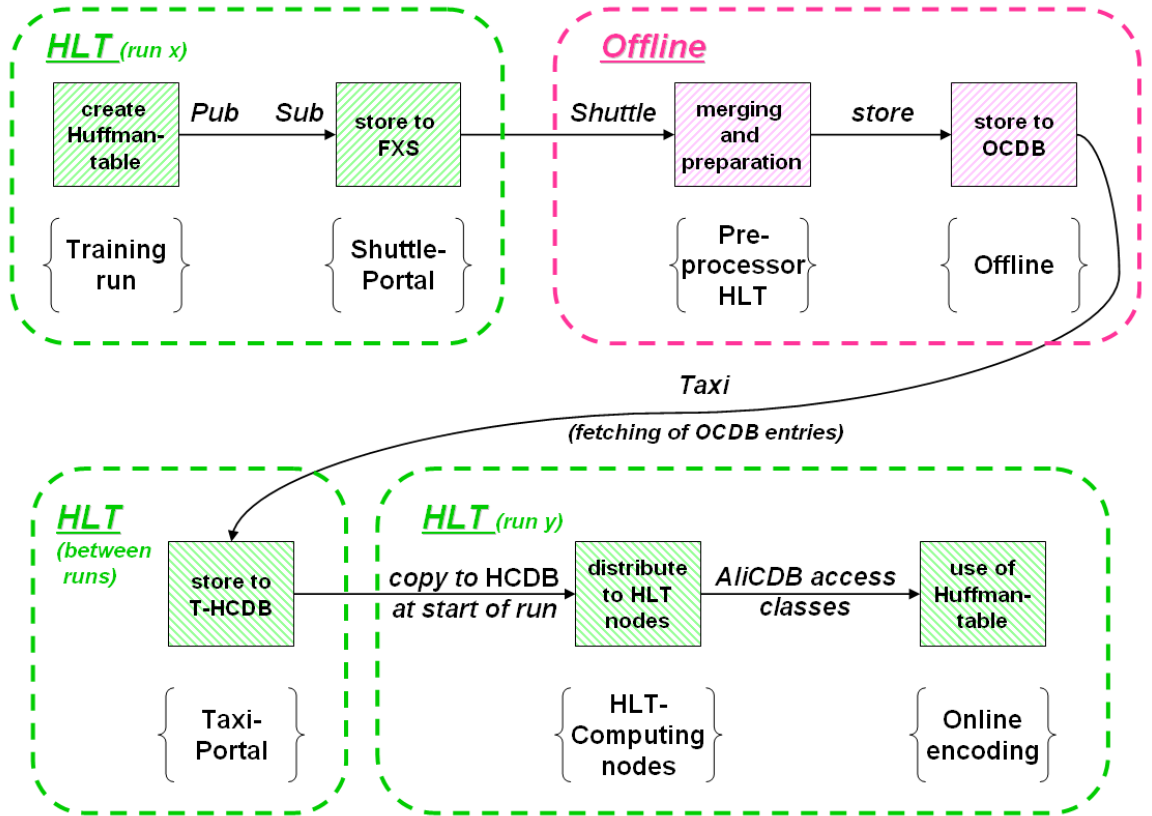 HLT (run x)
create
Huffman-
table
Pub
Sub
store to
FXS
Training
run
Shuttle-
Portal
Offline
Shuttle
merging
and
preparation
store
store to
OCDB
Pre-
processor
HLT
Offline
Taxi
(fetching of OCDB entries)
HLT
(between
runs)
store to
T-HCDB
Taxi-
Portal
HLT (run y)
copy to HCDB
at start of run
distribute
to HLT
nodes
AliCDB access
classes
use of
Huffman-
table
HLT-
Computing
nodes
Online
encoding